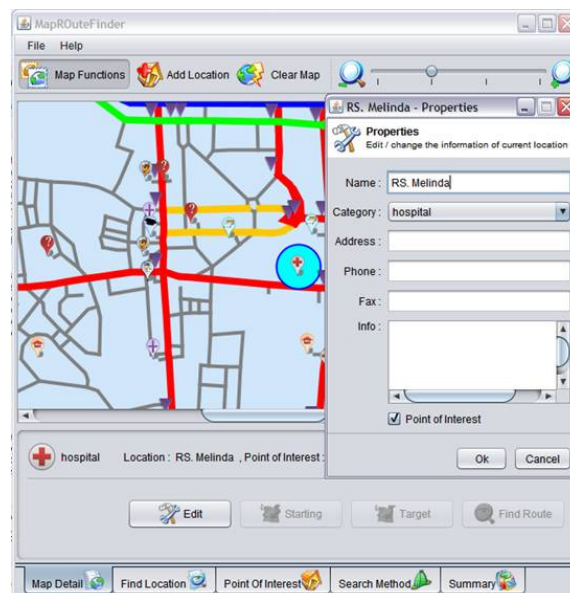 MapROuteFinder
File Help
Map Functions Add Location Clear Map
RS. Melinda - Properties
Properties
Edit / change the information of current location
Name : RS. Melinda
Category : hospital
Address :
Phone :
Fax :
Info :
Point of Interest
Ok Cancel
hospital Location : RS. Melinda , Point of Interest :
Edit Starting Target Find Route
Map Detail Find Location Point Of Interest Search Method Summary